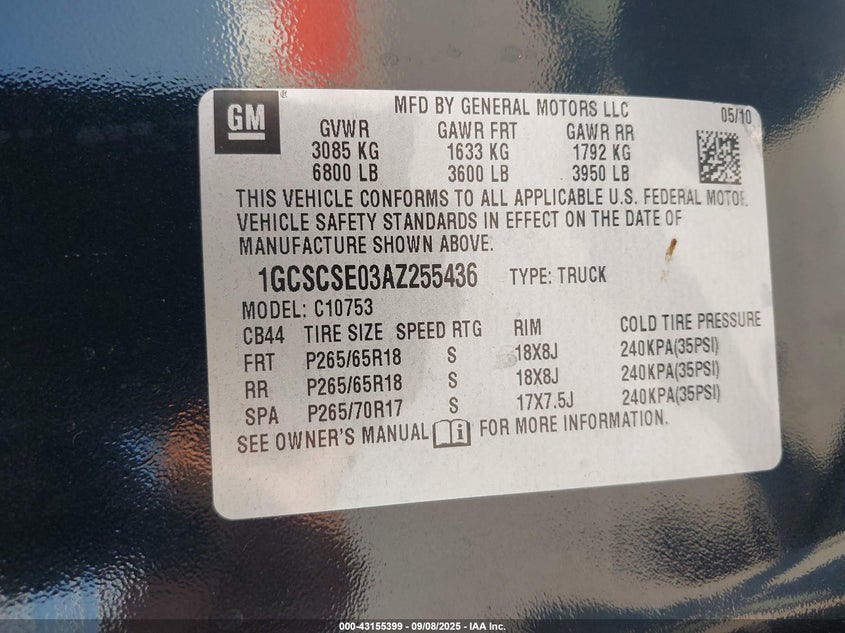 GM ®
MFD BY GENERAL MOTORS LLC 05/10
GVWR GAWR FRT GAWR RR
3085 KG 1633 KG 1792 KG
6800 LB 3600 LB 3950 LB
THIS VEHICLE CONFORMS TO ALL APPLICABLE U.S. FEDERAL MOTOR
VEHICLE SAFETY STANDARDS IN EFFECT ON THE DATE OF
MANUFACTURE SHOWN ABOVE.
1GCSCSE03AZ255436 TYPE: TRUCK
MODEL: C10753
CB44 TIRE SIZE SPEED RTG RIM COLD TIRE PRESSURE
FRT P265/65R18 S 18X8J 240KPA(35PSI)
RR P265/65R18 S 18X8J 240KPA(35PSI)
SPA P265/70R17 S 17X7.5J 240KPA(35PSI)
SEE OWNER'S MANUAL i FOR MORE INFORMATION.
000-43155399 - 09/08/2025 - IAA Inc.